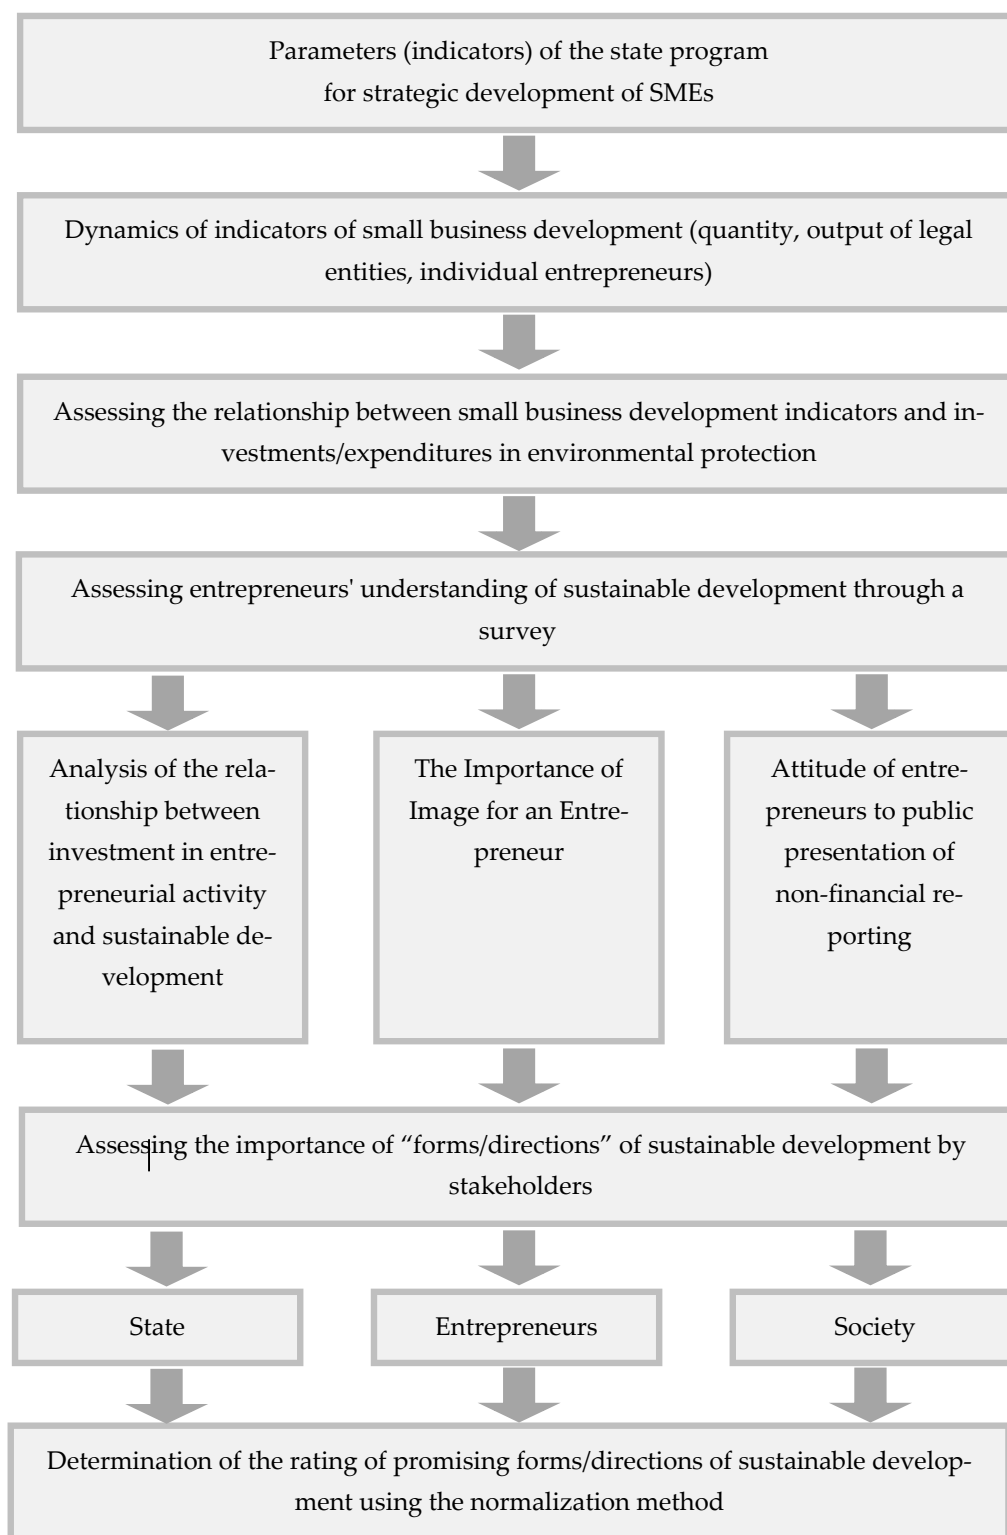 Parameters (indicators) of the state program
for strategic development of SMEs
Dynamics of indicators of small business development (quantity, output of legal
entities, individual entrepreneurs)
Assessing the relationship between small business development indicators and in-
vestments/expenditures in environmental protection
Assessing entrepreneurs' understanding of sustainable development through a
survey
Analysis of the rela-
tionship between
investment in entre-
preneurial activity
and sustainable de-
velopment
The Importance of
Image for an Entre-
preneur
Attitude of entre-
preneurs to public
presentation of
non-financial re-
porting
Assessing the importance of “forms/directions” of sustainable development by
stakeholders
State
Entrepreneurs
Society
Determination of the rating of promising forms/directions of sustainable develop-
ment using the normalization method